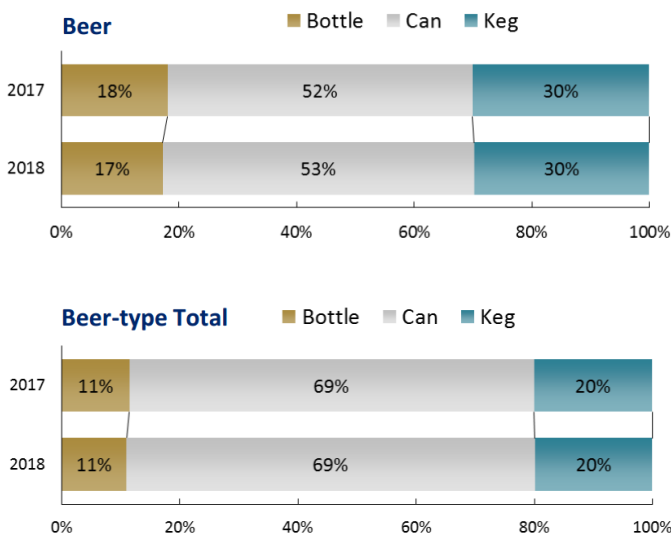 Beer Bottle Can Keg
2017 18% 52% 30%
2018 17% 53% 30%
0% 20% 40% 60% 80% 100%
Beer-type Total Bottle Can Keg
2017 11% 69% 20%
2018 11% 69% 20%
0% 20% 40% 60% 80% 100%